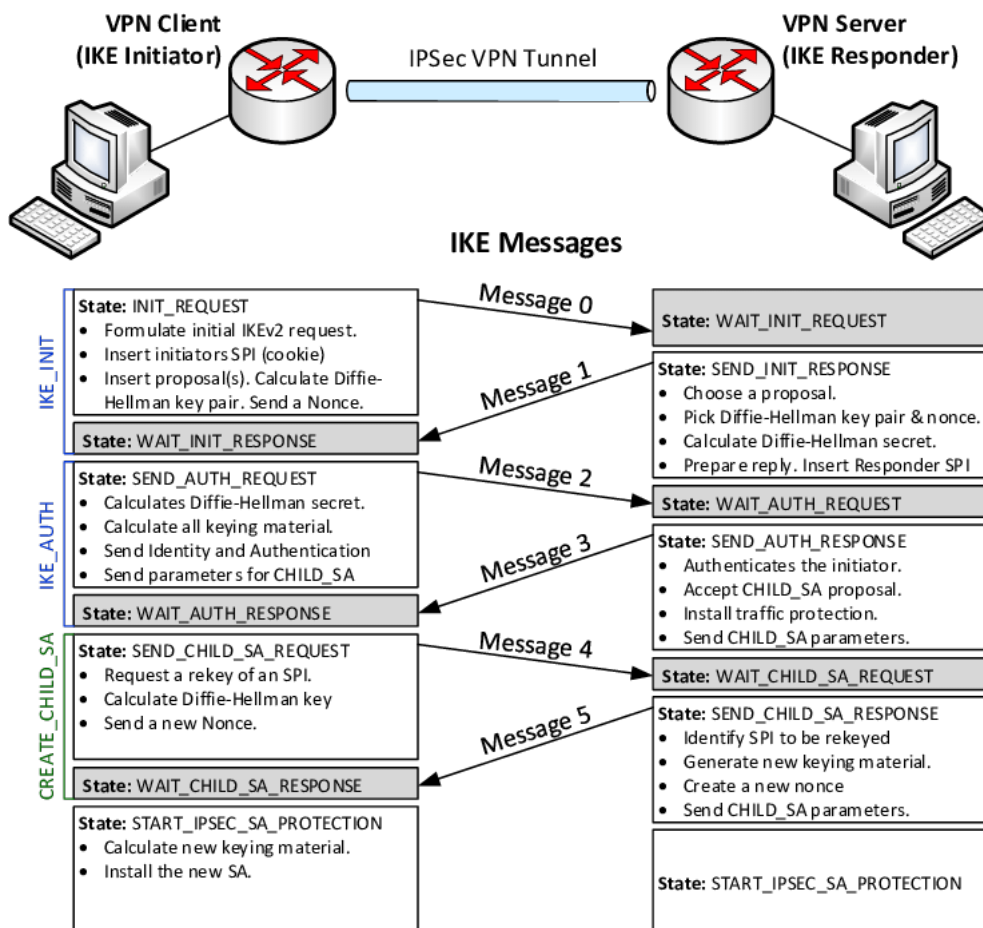 VPN Client
(IKE Initiator)
IPSec VPN Tunnel
VPN Server
(IKE Responder)
IKE Messages
IKE_INIT
State: INIT_REQUEST
• Formulate initial IKEv2 request.
• Insert initiators SPI (cookie)
• Insert proposal(s). Calculate Diffie-
Hellman key pair. Send a Nonce.
Message 0
State: WAIT_INIT_REQUEST
Message 1
State: SEND_INIT_RESPONSE
• Choose a proposal.
• Pick Diffie-Hellman key pair & nonce.
• Calculate Diffie-Hellman secret.
• Prepare reply. Insert Responder SPI
State: WAIT_INIT_RESPONSE
IKE_AUTH
State: SEND_AUTH_REQUEST
• Calculates Diffie-Hellman secret.
• Calculate all keying material.
• Send Identity and Authentication
• Send parameters for CHILD_SA
Message 2
State: WAIT_AUTH_REQUEST
Message 3
State: SEND_AUTH_RESPONSE
• Authenticates the initiator.
• Accept CHILD_SA proposal.
• Install traffic protection.
• Send CHILD_SA parameters.
State: WAIT_AUTH_RESPONSE
CREATE_CHILD_SA
State: SEND_CHILD_SA_REQUEST
• Request a rekey of an SPI.
• Calculate Diffie-Hellman key
• Send a new Nonce.
Message 4
State: WAIT_CHILD_SA_REQUEST
Message 5
State: SEND_CHILD_SA_RESPONSE
• Identify SPI to be rekeyed
• Generate new keying material.
• Create a new nonce
• Send CHILD_SA parameters.
State: WAIT_CHILD_SA_RESPONSE
State: START_IPSEC_SA_PROTECTION
• Calculate new keying material.
• Install the new SA.
State: START_IPSEC_SA_PROTECTION